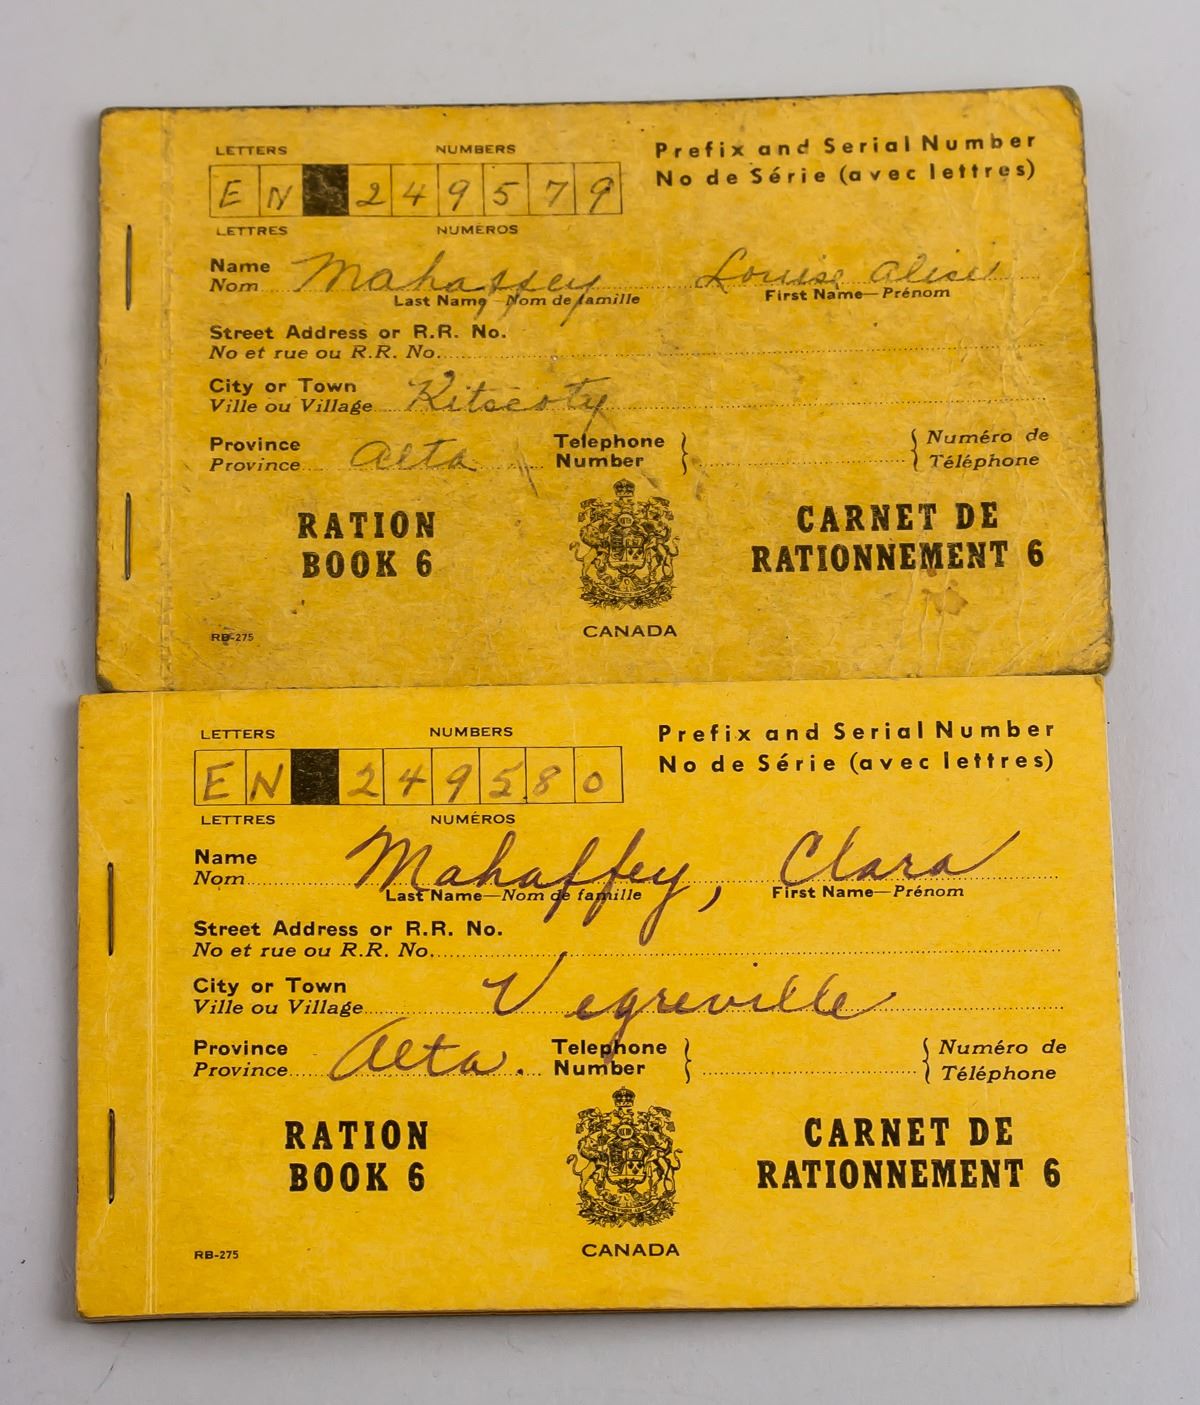 LETTERS NUMBERS
EN 249579
LETTRES NUMÉROS
Prefix and Serial Number
No de Série (avec lettres)
Name Mahaffey Louise Alice
Nom
Last Name—Nom de famille First Name—Prénom
Street Address or R.R. No.
No et rue ou R.R. No.
City or Town Kitscoty
Ville ou Village
Province Alta Telephone Numéro de
Province Number Téléphone
RATION CARNET DE
BOOK 6 RATIONNEMENT 6
RB-275 CANADA
LETTERS NUMBERS
EN 249580
LETTRES NUMÉROS
Prefix and Serial Number
No de Série (avec lettres)
Name Mahaffey, Clara
Nom
Last Name—Nom de famille First Name—Prénom
Street Address or R.R. No.
No et rue ou R.R. No.
City or Town Vegreville
Ville ou Village
Province Alta. Telephone Numéro de
Province Number Téléphone
RATION CARNET DE
BOOK 6 RATIONNEMENT 6
RB-275 CANADA